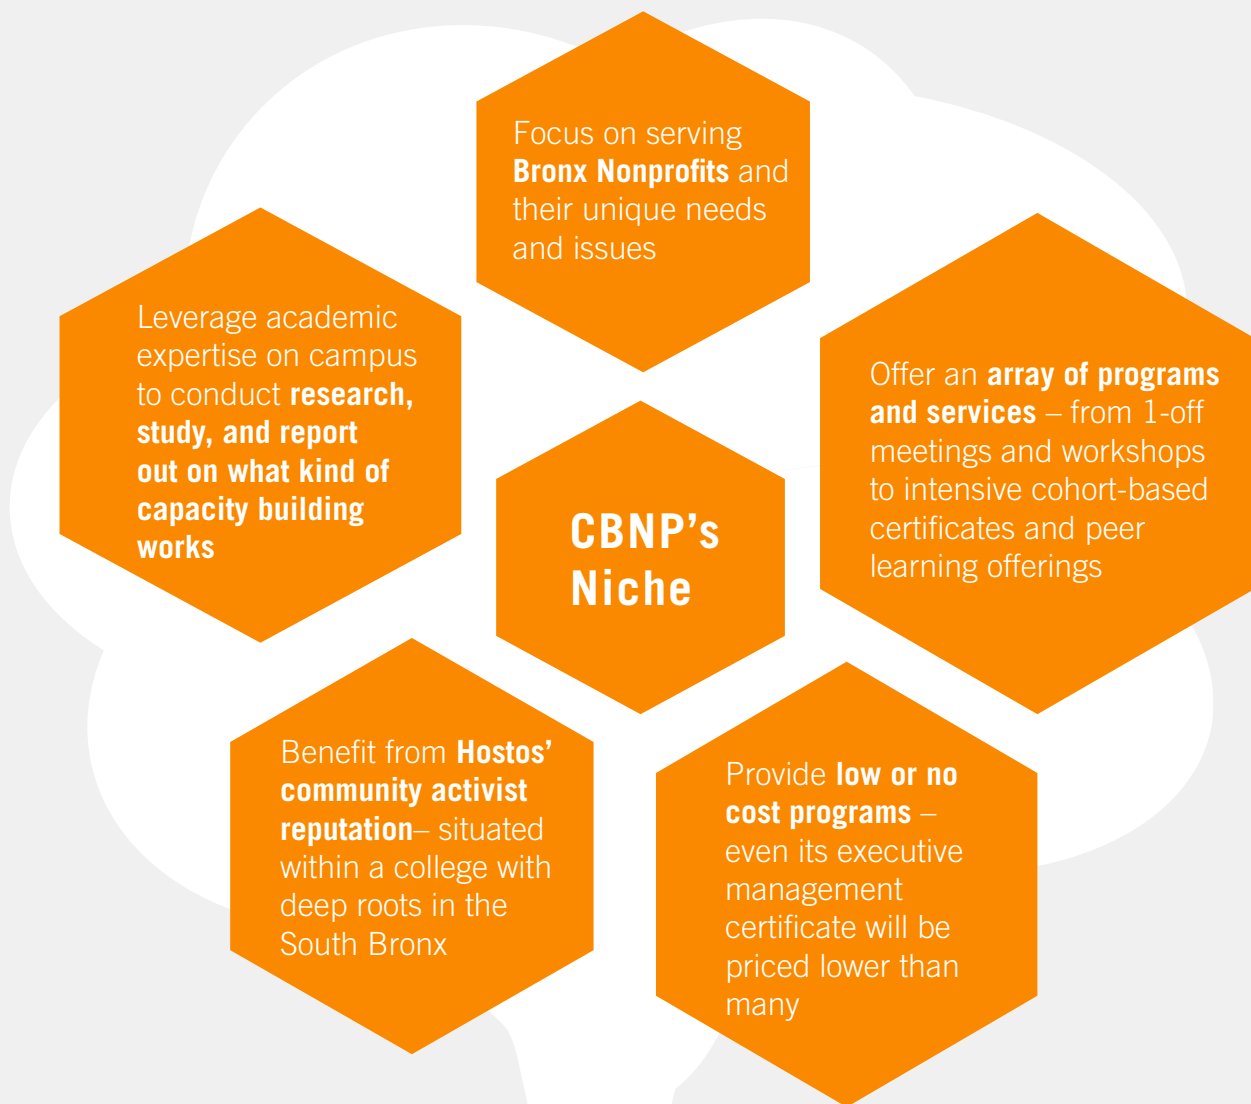 Focus on serving
Bronx Nonprofits and
their unique needs
and issues
Leverage academic
expertise on campus
to conduct research,
study, and report
out on what kind of
capacity building
works
Offer an array of programs
and services – from 1-off
meetings and workshops
to intensive cohort-based
certificates and peer
learning offerings
CBNP's
Niche
Benefit from Hostos'
community activist
reputation– situated
within a college with
deep roots in the
South Bronx
Provide low or no
cost programs –
even its executive
management
certificate will be
priced lower than
many